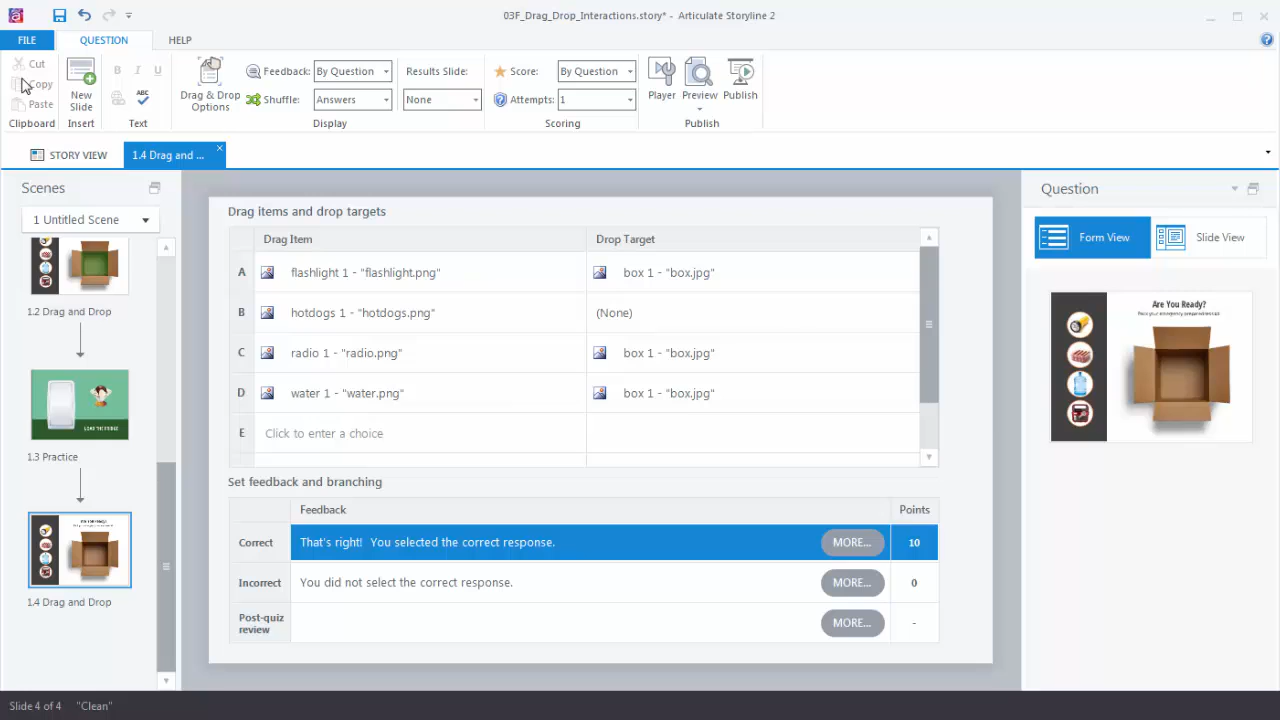 03F_Drag_Drop_Interactions.story* - Articulate Storyline 2
FILE
QUESTION
HELP
Cut
Copy
Paste
Clipboard
New
Slide
Insert
B I U
ABC
Text
Drag & Drop
Options
Feedback:
By Question
Shuffle:
Answers
Display
Results Slide:
None
Score:
By Question
Attempts:
1
Scoring
Player
Preview
Publish
Publish
STORY VIEW
1.4 Drag and ...
Scenes
1 Untitled Scene
1.2 Drag and Drop
1.3 Practice
1.4 Drag and Drop
Drag items and drop targets
Drag Item
Drop Target
A flashlight 1 - "flashlight.png" box 1 - "box.jpg"
B hotdogs 1 - "hotdogs.png" (None)
C radio 1 - "radio.png" box 1 - "box.jpg"
D water 1 - "water.png" box 1 - "box.jpg"
E Click to enter a choice
Set feedback and branching
Feedback
Points
Correct That's right! You selected the correct response. MORE... 10
Incorrect You did not select the correct response. MORE... 0
Post-quiz
review
MORE... -
Question
Form View
Slide View
Are You Ready?
Slide 4 of 4 "Clean"